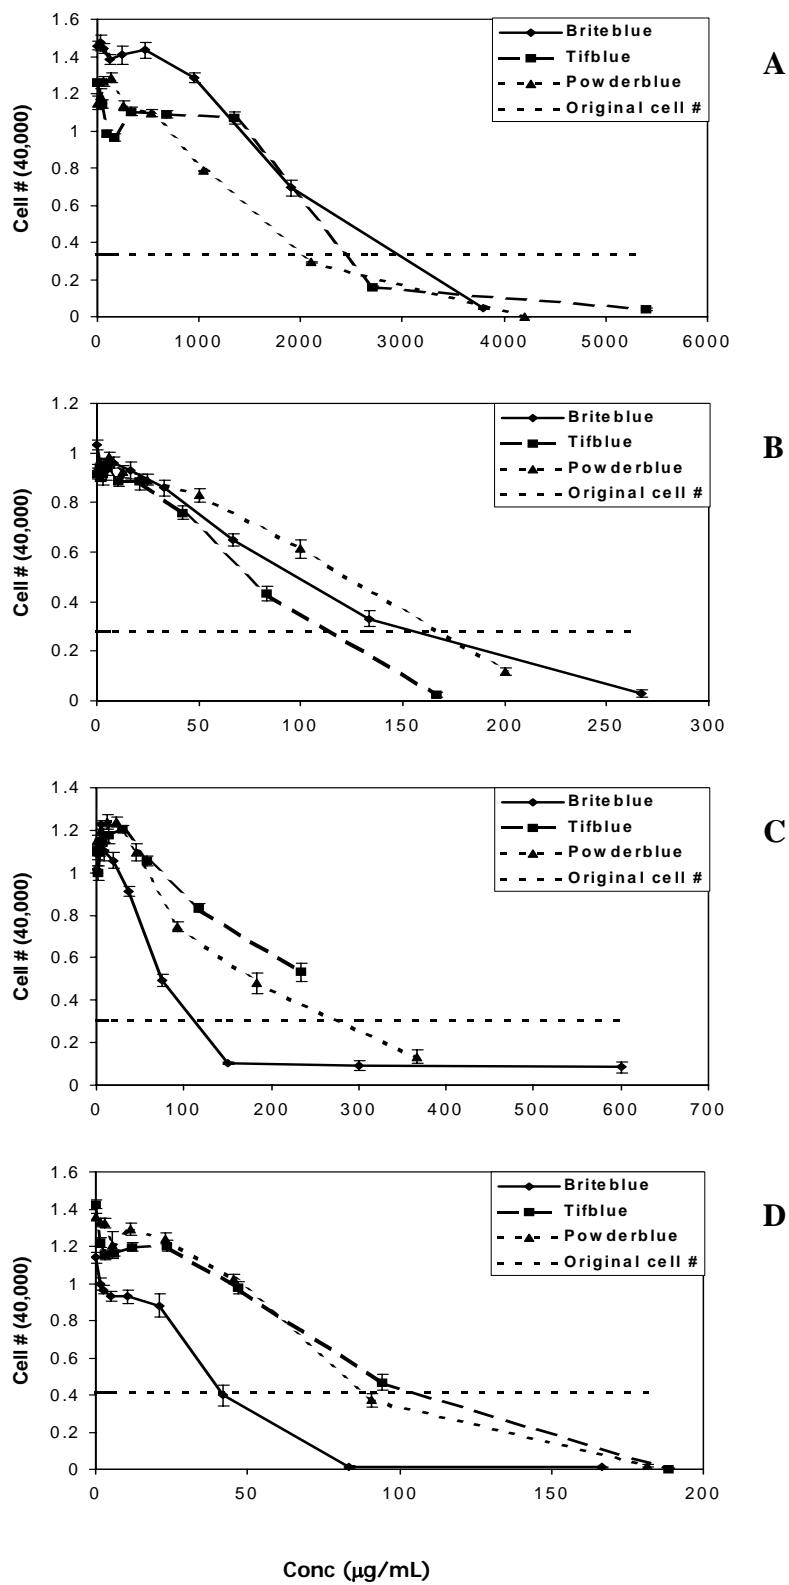 1.6
1.4
1.2
1
0.8
0.6
0.4
0.2
0
Cell # (40,000)
Briteblue
Tifblue
Powderblue
Original cell #
A
0 1000 2000 3000 4000 5000 6000
1.2
1
0.8
0.6
0.4
0.2
0
Cell # (40,000)
Briteblue
Tifblue
Powderblue
Original cell #
B
0 50 100 150 200 250 300
1.4
1.2
1
0.8
0.6
0.4
0.2
0
Cell # (40,000)
Briteblue
Tifblue
Powderblue
Original cell #
C
0 100 200 300 400 500 600 700
1.6
1.4
1.2
1
0.8
0.6
0.4
0.2
0
Cell # (40,000)
Briteblue
Tifblue
Powderblue
Original cell #
D
0 50 100 150 200
Conc (µg/mL)